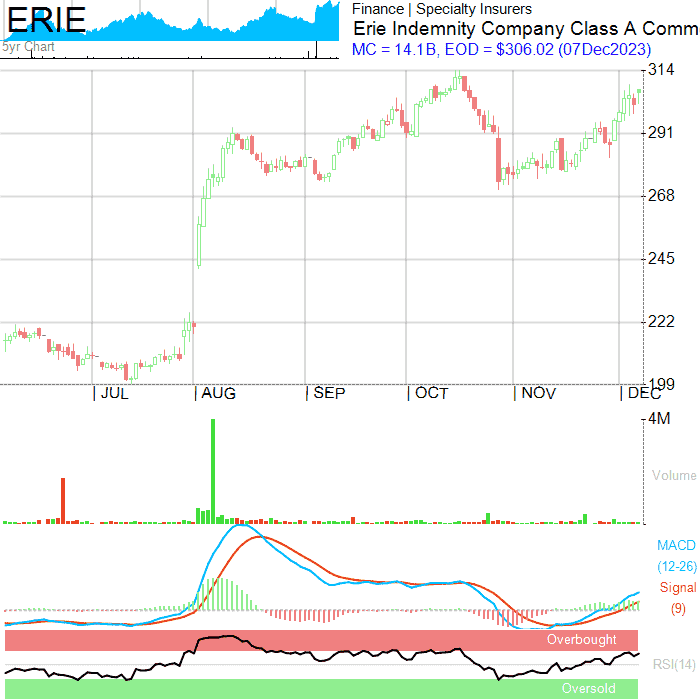 ERIE
Finance | Specialty Insurers
Erie Indemnity Company Class A Comm
5yr Chart
MC = 14.1B, EOD = $306.02 (07Dec2023)
314
291
268
245
222
199
| JUL | AUG | SEP | OCT | NOV | DEC
4M
Volume
MACD
(12-26)
Signal
(9)
Overbought
RSI(14)
Oversold